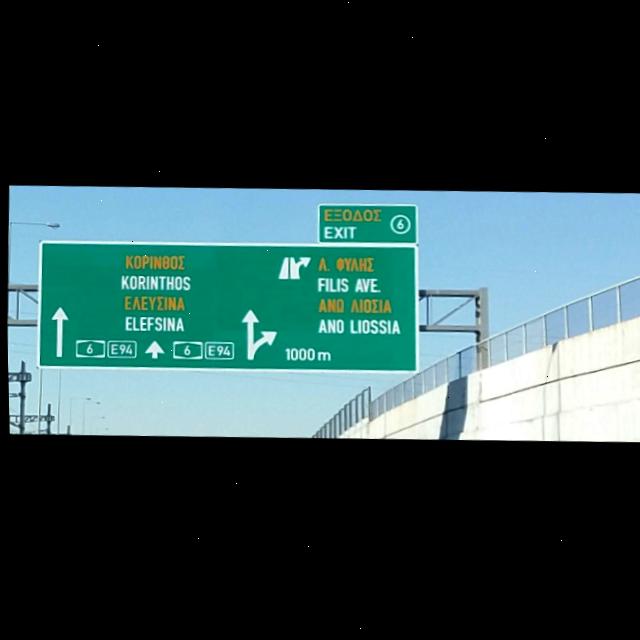 ΕΞΟΔΟΣ
EXIT 6
ΚΟΡΙΝΘΟΣ
KORINTHOS
ΕΛΕΥΣΙΝΑ
ELEFSINA
6 E94 6 E94
Λ. ΦΥΛΗΣ
FILIS AVE.
ΑΝΩ ΛΙΟΣΙΑ
ANO LIOSSIA
1000 m